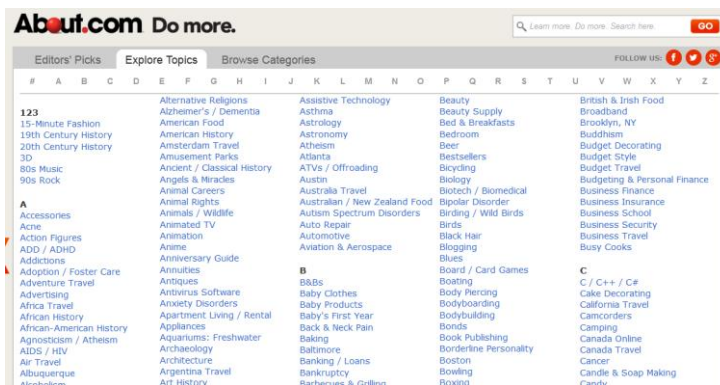 About.com Do more.
Learn more. Do more. Search here.
GO
Editors' Picks
Explore Topics
Browse Categories
FOLLOW US:
# A B C D E F G H I J K L M N O P Q R S T U V W X Y Z
123
15-Minute Fashion
19th Century History
20th Century History
3D
80s Music
90s Rock
A
Accessories
Acne
Action Figures
ADD / ADHD
Addictions
Adoption / Foster Care
Adventure Travel
Advertising
Africa Travel
African History
African-American History
Agnosticism / Atheism
AIDS / HIV
Air Travel
Albuquerque
Alcoholism
Alternative Religions
Alzheimer's / Dementia
American Food
American History
Amsterdam Travel
Amusement Parks
Ancient / Classical History
Angels & Miracles
Animal Careers
Animal Rights
Animals / Wildlife
Animated TV
Animation
Anime
Anniversary Guide
Annuities
Antiques
Antivirus Software
Anxiety Disorders
Apartment Living / Rental
Appliances
Aquariums: Freshwater
Archaeology
Architecture
Argentina Travel
Art History
Assistive Technology
Asthma
Astrology
Astronomy
Atheism
Atlanta
ATVs / Offroading
Austin
Australia Travel
Australian / New Zealand Food
Autism Spectrum Disorders
Auto Repair
Automotive
Aviation & Aerospace
B
B&Bs
Baby Clothes
Baby Products
Baby's First Year
Back & Neck Pain
Baking
Baltimore
Banking / Loans
Bankruptcy
Barbecues & Grilling
Beauty
Beauty Supply
Bed & Breakfasts
Bedroom
Beer
Bestsellers
Bicycling
Biology
Biotech / Biomedical
Bipolar Disorder
Birding / Wild Birds
Birds
Black Hair
Blogging
Blues
Board / Card Games
Boating
Body Piercing
Bodyboarding
Bodybuilding
Bonds
Book Publishing
Borderline Personality
Boston
Bowling
Boxing
British & Irish Food
Broadband
Brooklyn, NY
Buddhism
Budget Decorating
Budget Style
Budget Travel
Budgeting & Personal Finance
Business Finance
Business Insurance
Business School
Business Security
Business Travel
Busy Cooks
C
C / C++ / C#
Cake Decorating
California Travel
Camcorders
Camping
Canada Online
Canada Travel
Cancer
Candle & Soap Making
Candy